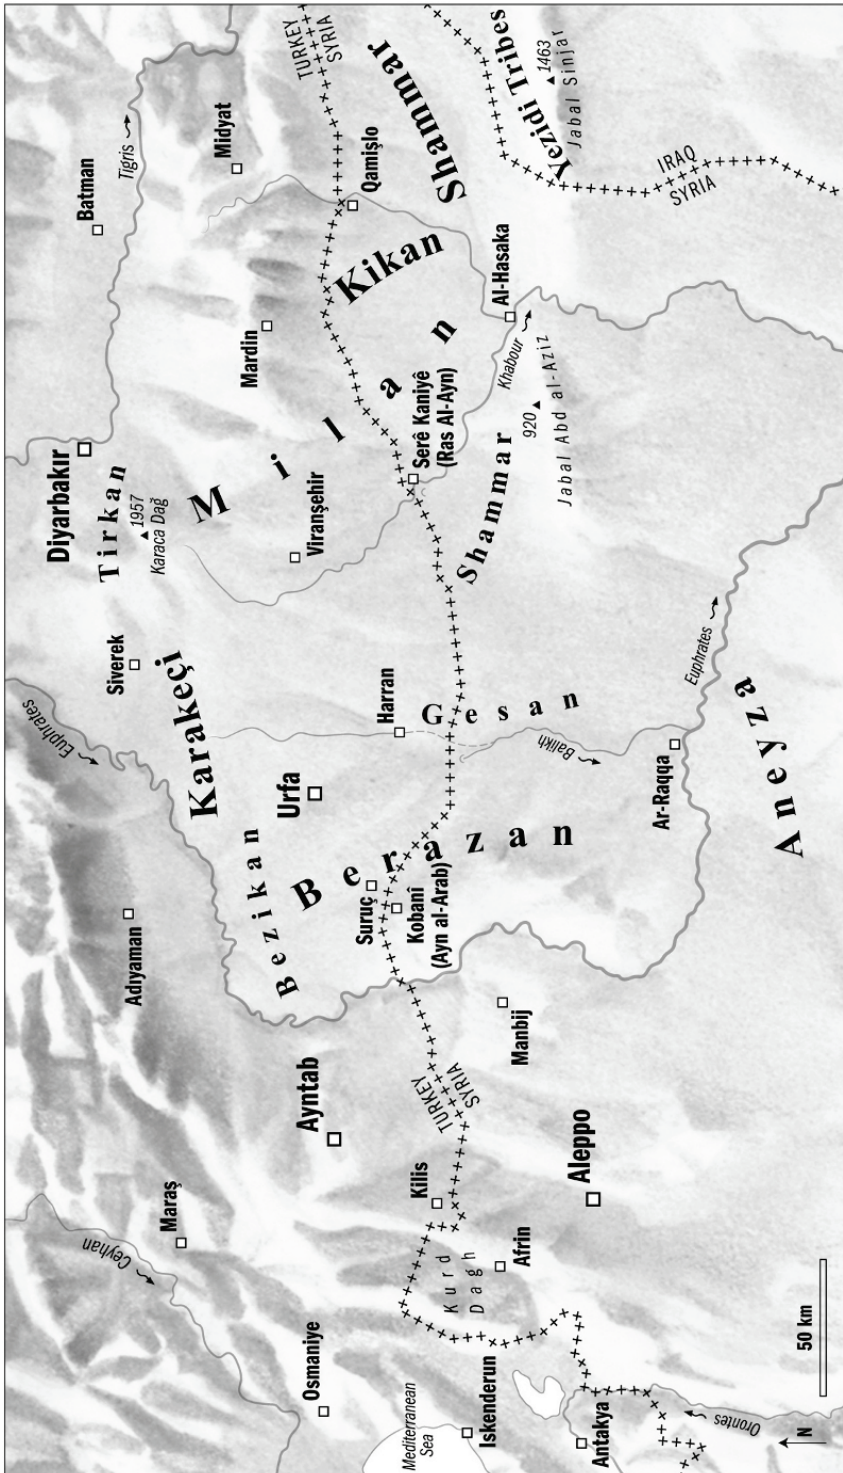 Ceyhan
Maraş
Osmaniye
Mediterranean
Sea
Iskenderun
Antakya
Orontes
N
50 km
Kilis
Kurd
Dagh
Afrin
Aleppo
Ayntab
TURKEY
SYRIA
Manbij
Adıyaman
Euphrates
Bezikan
Karakeçi
Urfa
Suruç
Kobanî
(Ayn al-Arab)
Berazan
Siverek
Harran
Gesan
Balikh
Ar-Raqqa
Aneyza
Euphrates
Diyarbakır
Tirkan
1957
Karaca Dağ
Milan
Viranşehir
Serê Kaniyê
(Ras Al-Ayn)
Shammar
920
Jabal Abd al-Aziz
Khabour
Al-Hasaka
Mardin
Kikan
Batman
Tigris
Midyat
Qamişlo
TURKEY
SYRIA
Shammar
Yezidi Tribes
1463
Jabal Sinjar
IRAQ
SYRIA